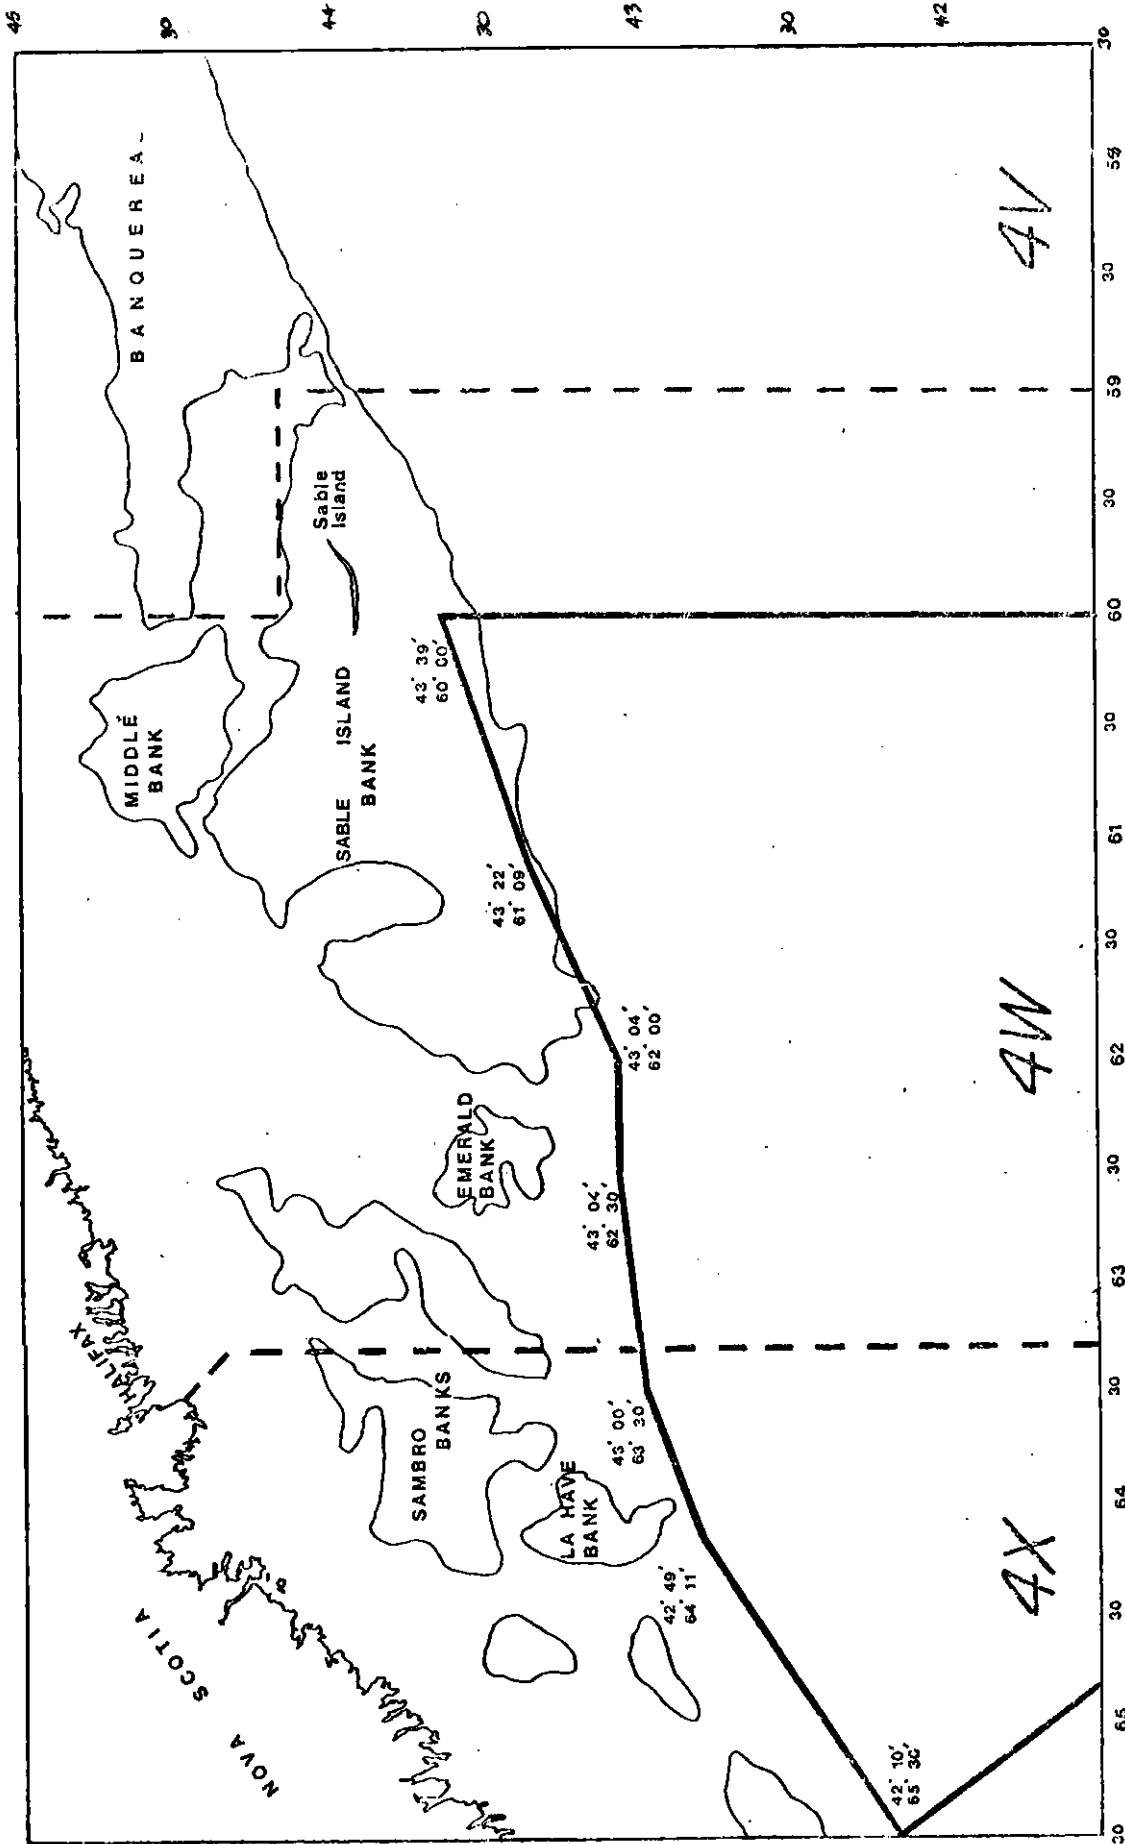 45
30
44
30
43
30
42
30
BANQUEREA
MIDDLE
BANK
Sable
Island
SABLE ISLAND
BANK
HALIFAX
NOVA SCOTIA
EMERALD
BANK
SAMBRO
BANKS
LA HAVE
BANK
43° 39'
60° 00'
43° 22'
61° 09'
43° 04'
62° 00'
43° 04'
62° 30'
43° 00'
63° 30'
42° 49'
64° 11'
42° 10'
65° 30'
4X
4W
4V
30
65
30
64
30
63
30
62
30
61
30
60
30
59
30
58